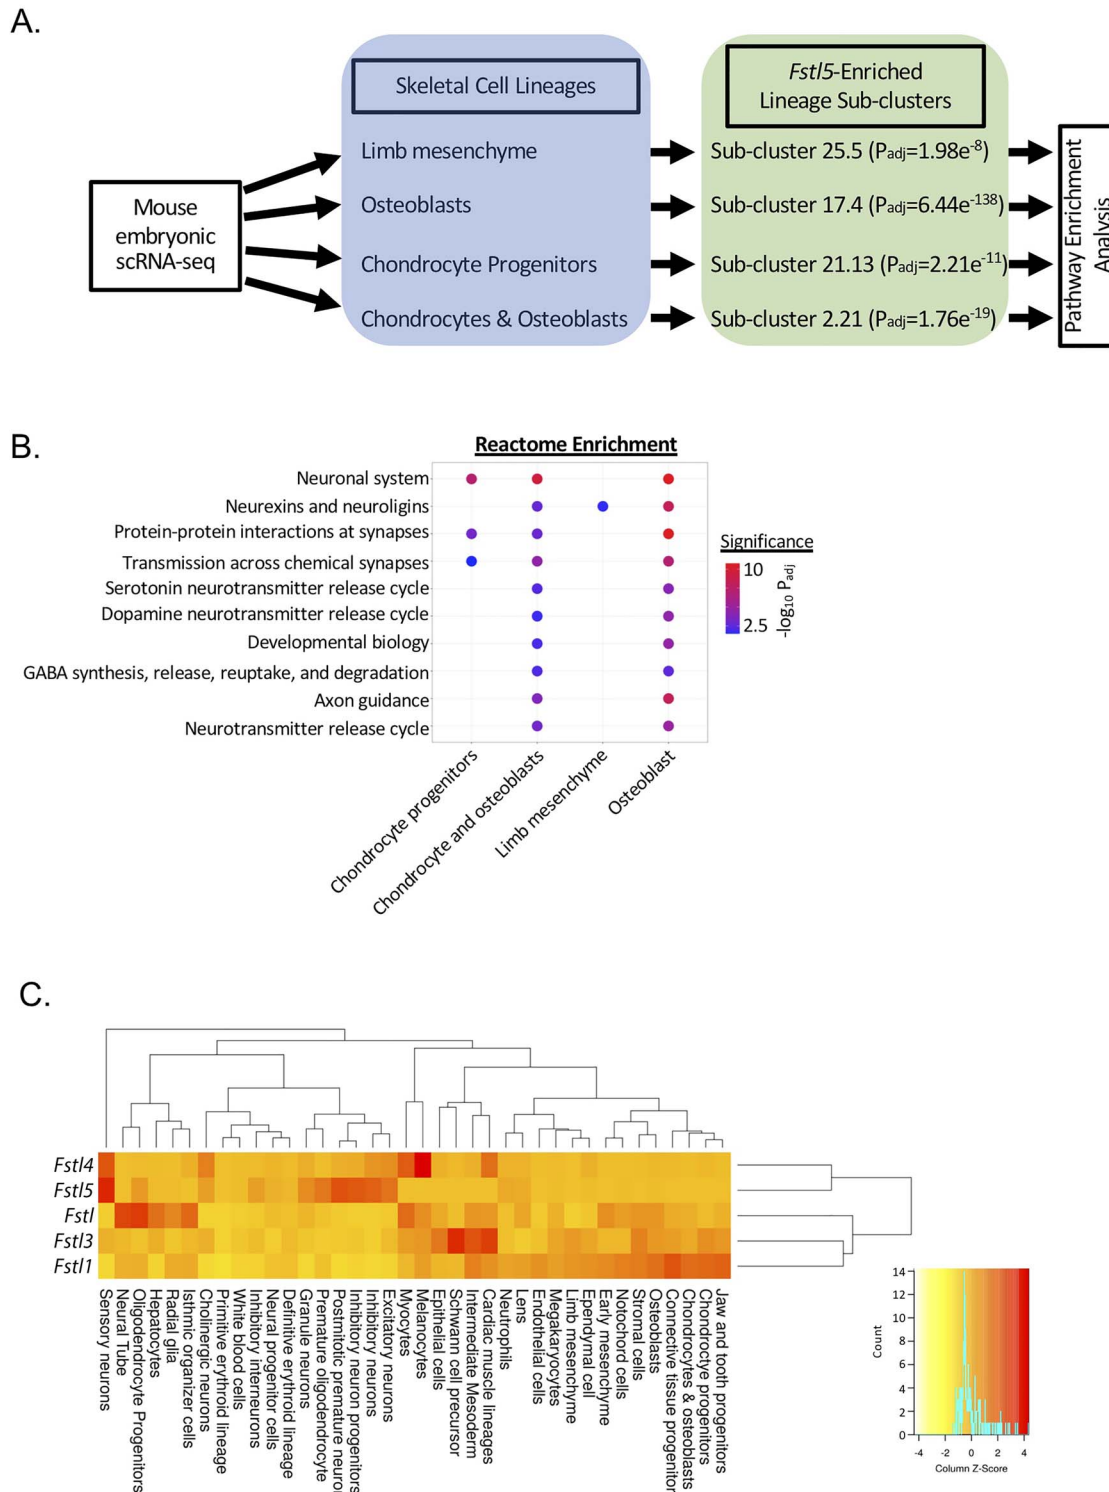 A.
Skeletal Cell Lineages
Fstl5-Enriched
Lineage Sub-clusters
Mouse
embryonic
scRNA-seq
Limb mesenchyme
Osteoblasts
Chondrocyte Progenitors
Chondrocytes & Osteoblasts
Sub-cluster 25.5 (Padj=1.98e-8)
Sub-cluster 17.4 (Padj=6.44e-138)
Sub-cluster 21.13 (Padj=2.21e-11)
Sub-cluster 2.21 (Padj=1.76e-19)
Pathway Enrichment
Analysis
B.
Reactome Enrichment
Neuronal system
Neurexins and neuroligins
Protein-protein interactions at synapses
Transmission across chemical synapses
Serotonin neurotransmitter release cycle
Dopamine neurotransmitter release cycle
Developmental biology
GABA synthesis, release, reuptake, and degradation
Axon guidance
Neurotransmitter release cycle
Chondrocyte progenitors
Chondrocyte and osteoblasts
Limb mesenchyme
Osteoblast
Significance
10
2.5
-log10 Padj
C.
Fstl4
Fstl5
Fstl
Fstl3
Fstl1
Sensory neurons
Neural Tube
Oligodendrocyte Progenitors
Hepatocytes
Radial glia
Isthmic organizer cells
Cholinergic neurons
Primitive erythroid lineage
White blood cells
Inhibitory interneurons
Neural progenitor cells
Definitive erythroid lineage
Granule neurons
Premature oligodendrocyte
Postmitotic premature neuron
Inhibitory neuron progenitors
Inhibitory neurons
Excitatory neurons
Myocytes
Melanocytes
Epithelial cells
Schwann cell precursor
Intermediate Mesoderm
Cardiac muscle lineages
Neutrophils
Lens
Endothelial cells
Megakaryocytes
Limb mesenchyme
Ependymal cell
Early mesenchyme
Notochord cells
Stromal cells
Osteoblasts
Connective tissue progenitor
Chondrocytes & osteoblasts
Chondroctye progenitors
Jaw and tooth progenitors
14
12
10
8
6
4
2
0
Count
-4 -2 0 2 4
Column Z-Score